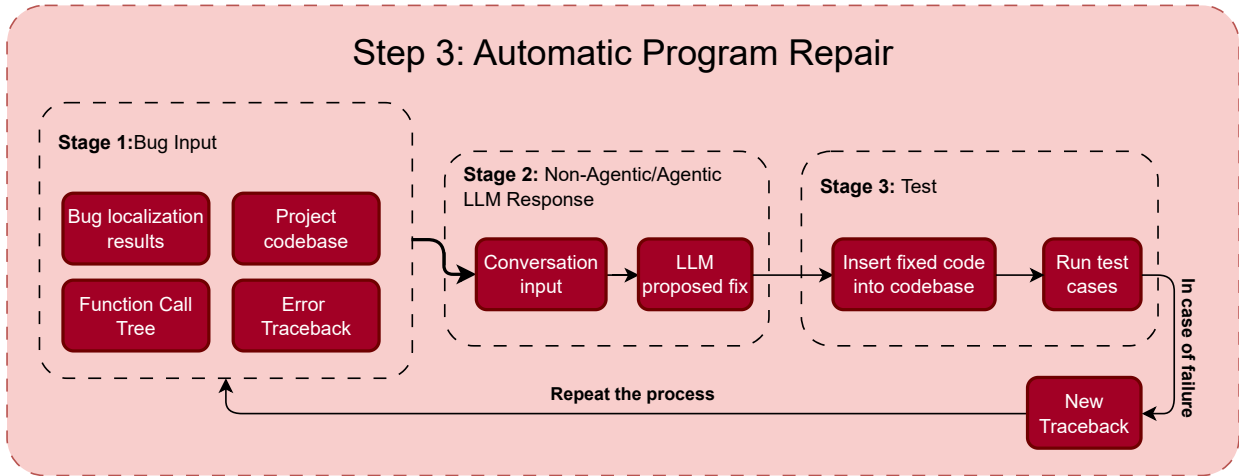 Step 3: Automatic Program Repair
Stage 1:Bug Input
Bug localization
results
Project
codebase
Function Call
Tree
Error
Traceback
Stage 2: Non-Agentic/Agentic
LLM Response
Conversation
input
LLM
proposed fix
Stage 3: Test
Insert fixed code
into codebase
Run test
cases
In case of failure
New
Traceback
Repeat the process